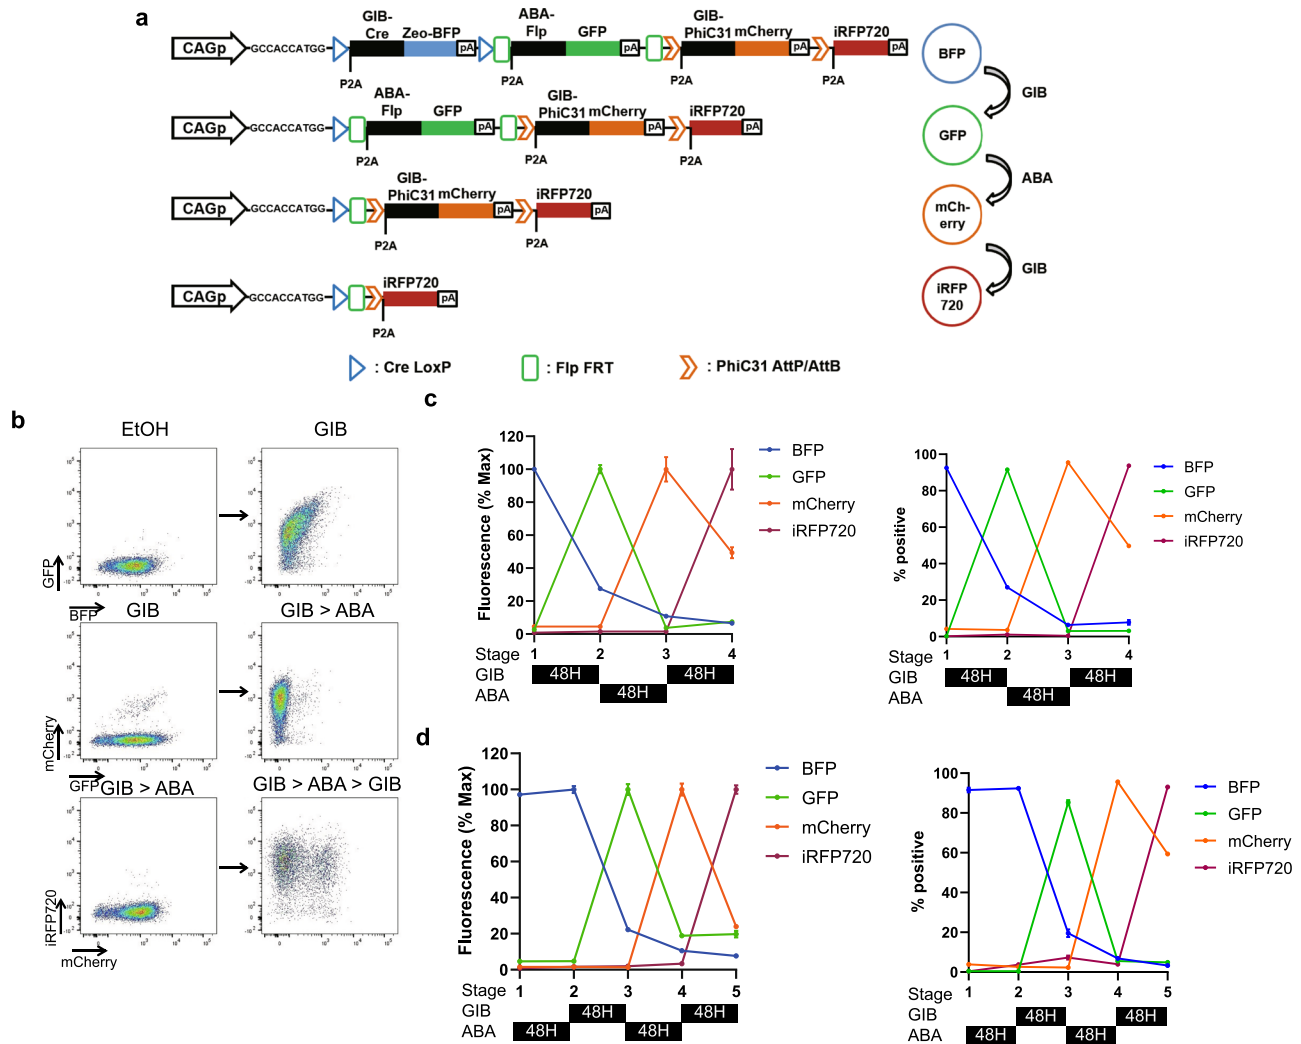 a
GIB-Cre Zeo-BFP ABA-Flp GFP GIB-PhiC31 mCherry iRFP720
CAGp GCCACCATGG pA pA pA pA
P2A P2A P2A P2A
BFP
GIB
ABA-Flp GFP GIB-PhiC31 mCherry iRFP720
CAGp GCCACCATGG pA pA pA
P2A P2A P2A
GFP
ABA
GIB-PhiC31 mCherry iRFP720
CAGp GCCACCATGG pA pA
P2A P2A
mCh-erry
GIB
iRFP720
CAGp GCCACCATGG pA
P2A
iRFP 720
: Cre LoxP : Flp FRT : PhiC31 AttP/AttB
b
EtOH GIB
GFP
BFP
GIB GIB > ABA
mCherry
GFP
GIB > ABA GIB > ABA > GIB
iRFP720
mCherry
c
Fluorescence (% Max)
120
100
80
60
40
20
0
BFP
GFP
mCherry
iRFP720
Stage 1 2 3 4
GIB 48H 48H
ABA 48H
% positive
100
80
60
40
20
0
BFP
GFP
mCherry
iRFP720
Stage 1 2 3 4
GIB 48H 48H
ABA 48H
d
Fluorescence (% Max)
120
100
80
60
40
20
0
BFP
GFP
mCherry
iRFP720
Stage 1 2 3 4 5
GIB 48H 48H
ABA 48H 48H
% positive
100
80
60
40
20
0
BFP
GFP
mCherry
iRFP720
Stage 1 2 3 4 5
GIB 48H 48H
ABA 48H 48H